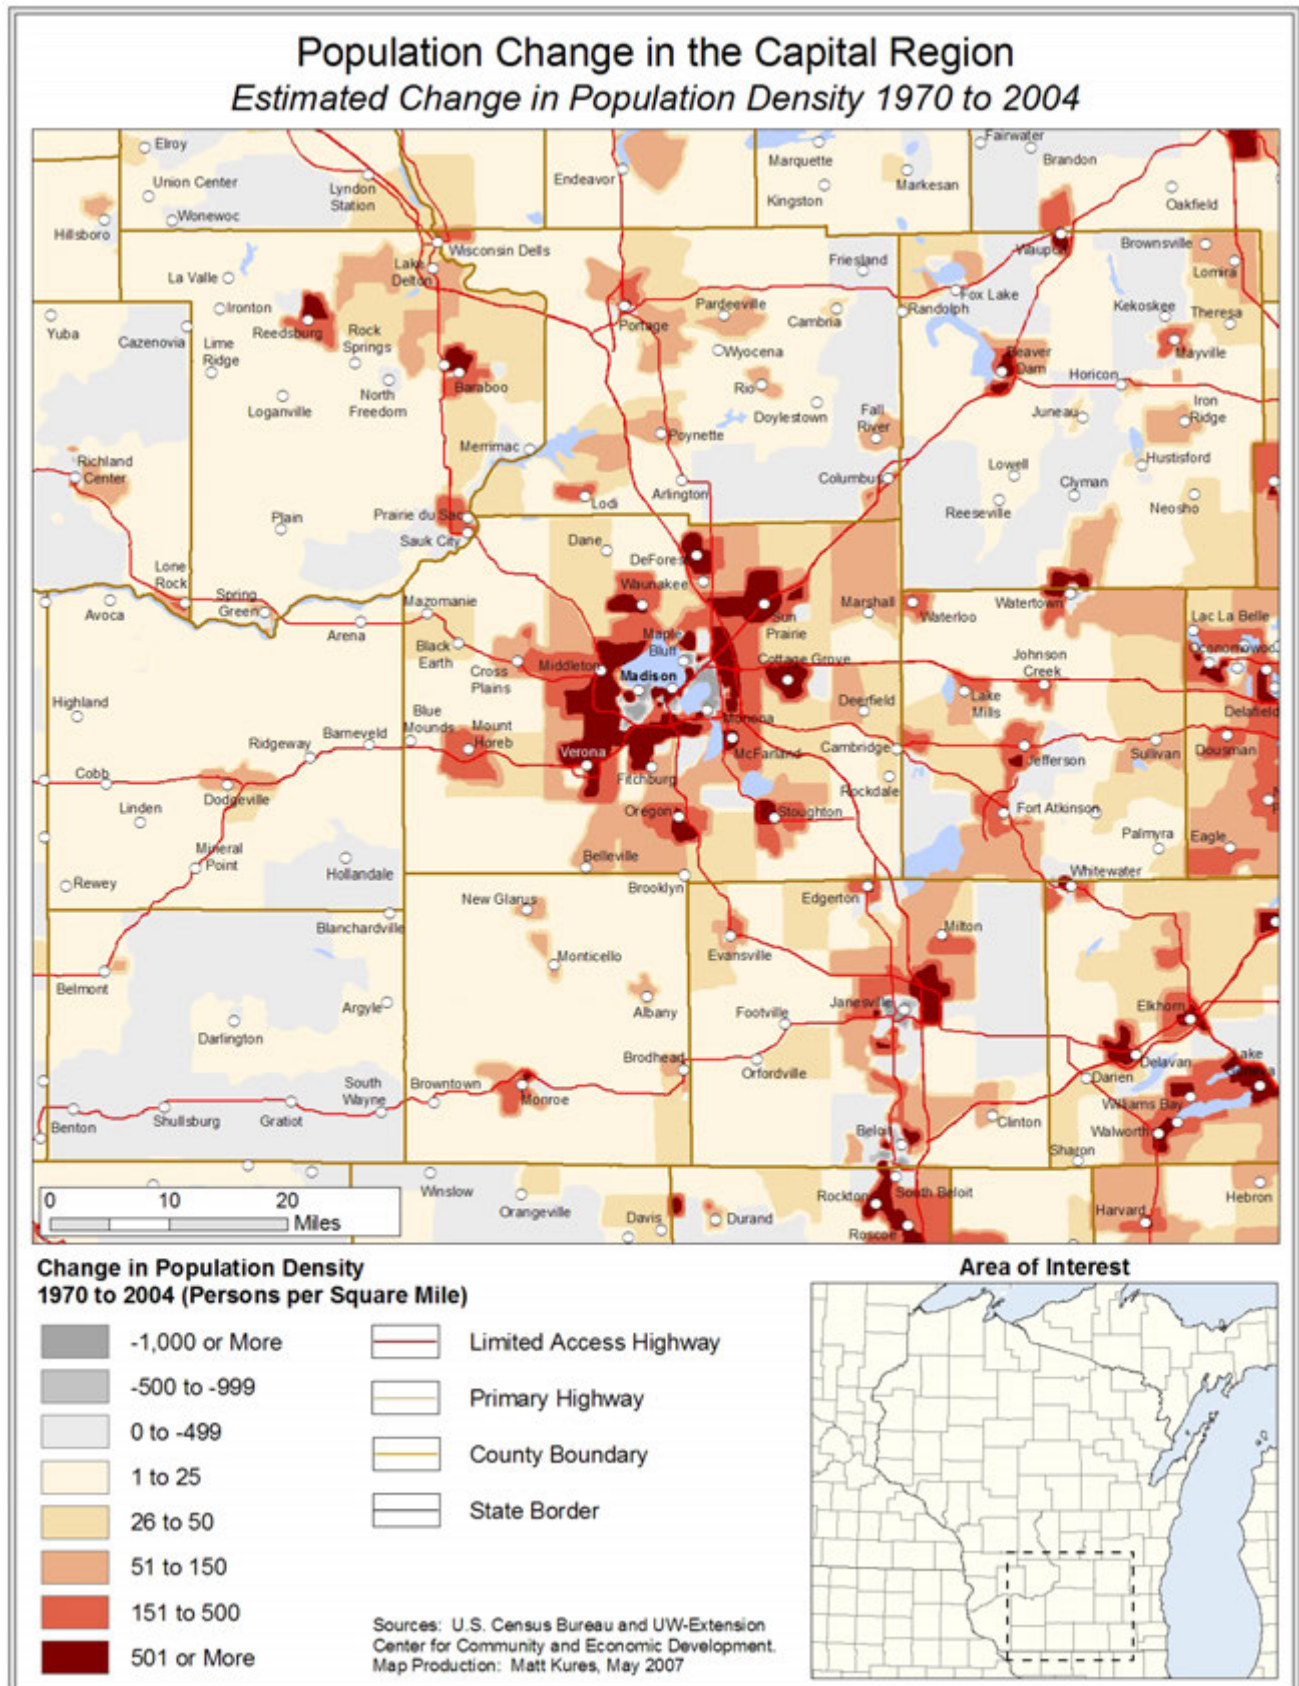 Population Change in the Capital Region
Estimated Change in Population Density 1970 to 2004
Elroy
Union Center
Wonewoc
Hillsboro
Lyndon
Station
Endeavor
Marquette
Kingston
Markesan
Fairwater
Brandon
Oakfield
Wisconsin Dells
Lake
Delton
La Valle
Ironton
Reedsburg
Rock
Springs
Lime
Ridge
Yuba
Cazenovia
Loganville
North
Freedom
Baraboo
Merrimac
Portage
Pardeeville
Cambria
Wyocena
Rio
Doylestown
Friesland
Randolph
Fox Lake
Waupun
Brownsville
Lomira
Kekoskee
Theresa
Mayville
Beaver
Dam
Horicon
Juneau
Iron
Ridge
Fall
River
Poynette
Arlington
Columbus
Lowell
Clyman
Hustisford
Neosho
Reeseville
Richland
Center
Plain
Prairie du Sac
Sauk City
Lodi
Dane
DeForest
Waunakee
Lone
Rock
Spring
Green
Avoca
Arena
Mazomanie
Black
Earth
Cross
Plains
Middleton
Maple
Bluff
Madison
Sun
Prairie
Cottage Grove
Marshall
Waterloo
Watertown
Lac La Belle
Oconomowoc
Johnson
Creek
Lake
Mills
Deerfield
Delafield
Highland
Blue
Mounds
Mount
Horeb
Barneveld
Ridgeway
Verona
Monona
McFarland
Fitchburg
Cambridge
Jefferson
Sullivan
Dousman
Cobb
Linden
Dodgeville
Rockdale
Fort Atkinson
Oregon
Stoughton
Palmyra
Eagle
Mineral
Point
Hollandale
Rewey
Belleville
Brooklyn
Whitewater
Blanchardville
New Glarus
Edgerton
Milton
Monticello
Evansville
Belmont
Argyle
Albany
Footville
Janesville
Elkhorn
Darlington
Brodhead
Orfordville
Delavan
Lake
Geneva
Darien
Williams Bay
South
Wayne
Browntown
Monroe
Benton
Shullsburg
Gratiot
Clinton
Walworth
Beloit
Sharon
Winslow
Orangeville
Davis
Durand
Rockton
South Beloit
Roscoe
Harvard
Hebron
0 10 20
Miles
Change in Population Density
1970 to 2004 (Persons per Square Mile)
-1,000 or More
-500 to -999
0 to -499
1 to 25
26 to 50
51 to 150
151 to 500
501 or More
Limited Access Highway
Primary Highway
County Boundary
State Border
Sources: U.S. Census Bureau and UW-Extension
Center for Community and Economic Development.
Map Production: Matt Kures, May 2007
Area of Interest